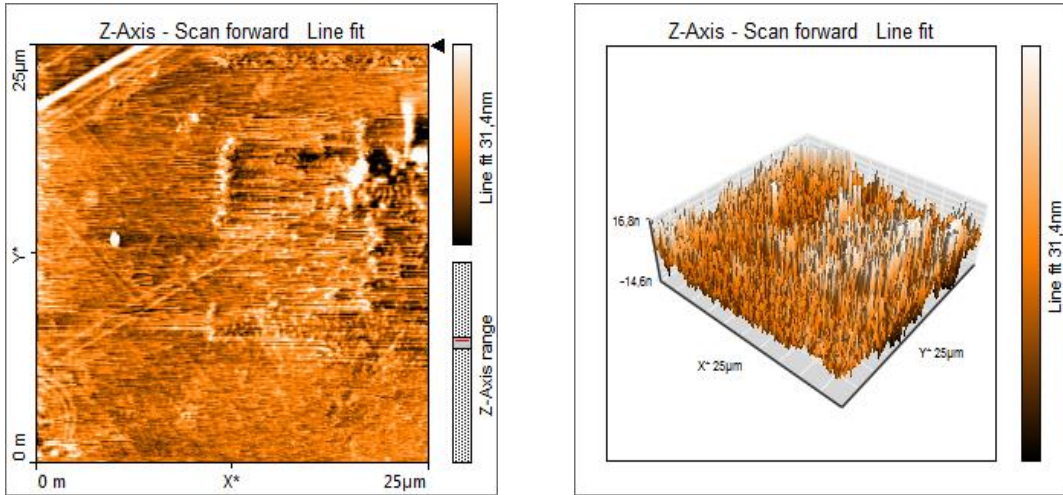 Z-Axis - Scan forward Line fit
25µm
Y*
0 m
0 m
X*
25µm
Line fit 31,4nm
Z-Axis range
Z-Axis - Scan forward Line fit
16,8n
-14,6n
X* 25µm
Y* 25µm
Line fit 31,4nm